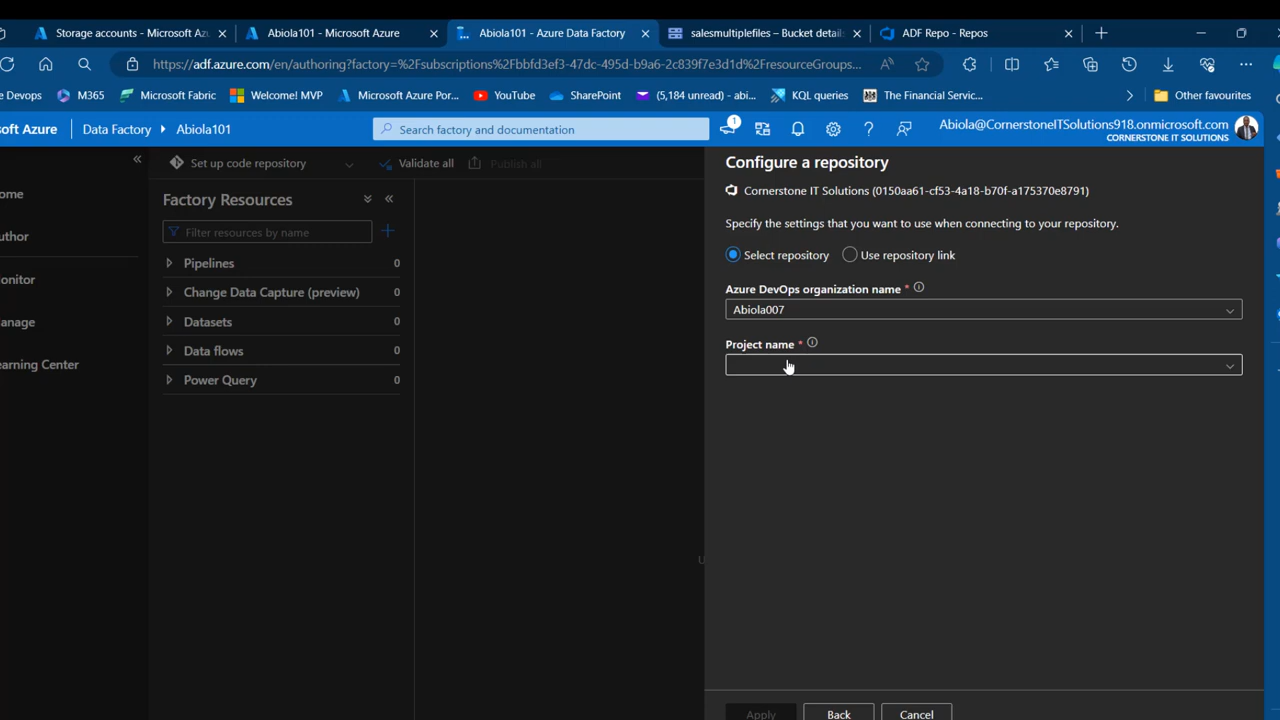 Storage accounts - Microsoft Az
Abiola101 - Microsoft Azure
Abiola101 - Azure Data Factory
salesmultiplefiles – Bucket details
ADF Repo - Repos
https://adf.azure.com/en/authoring?factory=%2Fsubscriptions%2Fbbfd3ef3-47dc-495d-b9a6-2c839f7e3d1d%2FresourceGroups...
e Devops
M365
Microsoft Fabric
Welcome! MVP
Microsoft Azure Por...
YouTube
SharePoint
(5,184 unread) - abi...
KQL queries
The Financial Servic...
Other favourites
soft Azure
Data Factory
Abiola101
Search factory and documentation
1
Abiola@CornerstoneITSolutions918.onmicrosoft.com
CORNERSTONE IT SOLUTIONS
ome
uthor
onitor
anage
earning Center
Set up code repository
Validate all
Publish all
Factory Resources
Filter resources by name
Pipelines 0
Change Data Capture (preview) 0
Datasets 0
Data flows 0
Power Query 0
U
Configure a repository
Cornerstone IT Solutions (0150aa61-cf53-4a18-b70f-a175370e8791)
Specify the settings that you want to use when connecting to your repository.
Select repository
Use repository link
Azure DevOps organization name *
Abiola007
Project name *
Apply
Back
Cancel